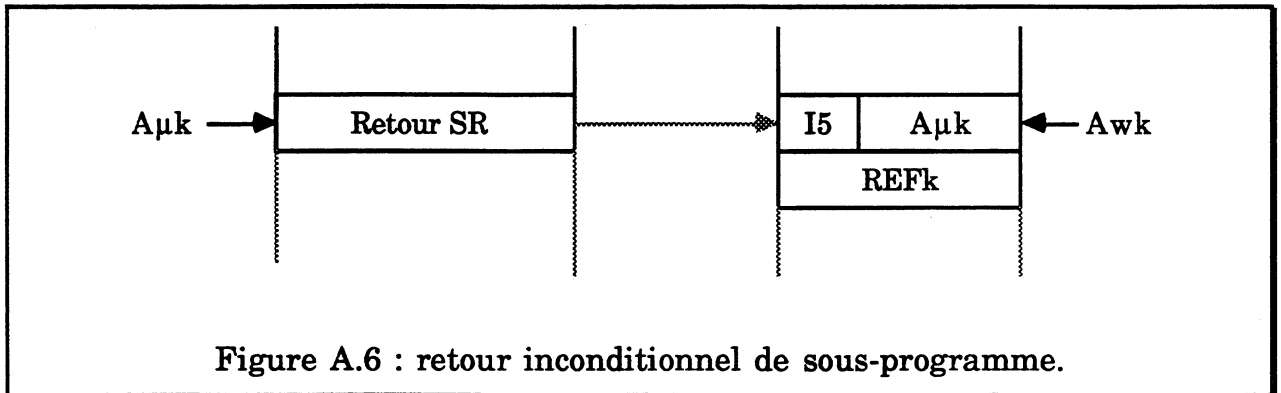 Aµk Retour SR I5 Aµk Awk
REFk
Figure A.6 : retour inconditionnel de sous-programme.